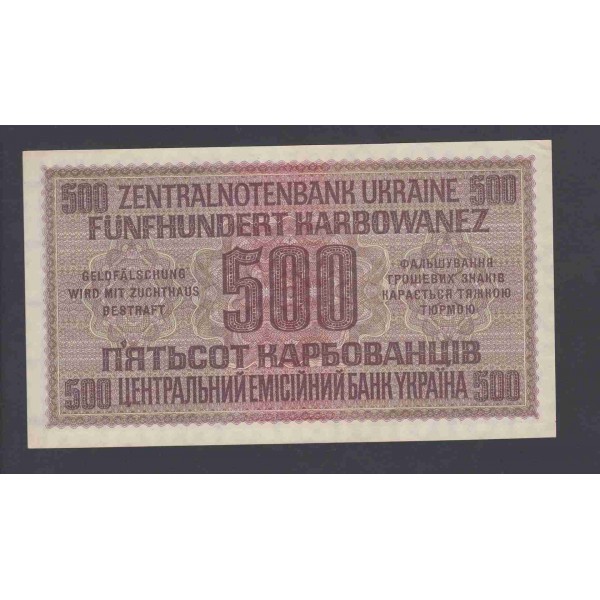 500 ZENTRALNOTENBANK UKRAINE 500
FÜNFHUNDERT KARBOWANEZ
GELDFÄLSCHUNG
WIRD MIT ZUCHTHAUS
BESTRAFT
500
ФАЛЬШУВАННЯ
ГРОШЕВИХ ЗНАКІВ
КАРАЄТЬСЯ ТЯЖКОЮ
ТЮРМОЮ
П'ЯТЬСОТ КАРБОВАНЦІВ
500 ЦЕНТРАЛЬНИЙ ЕМІСІЙНИЙ БАНК УКРАЇНА 500